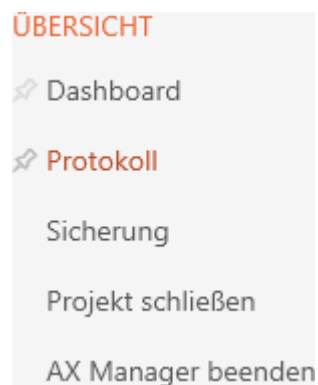 ÜBERSICHT
Dashboard
Protokoll
Sicherung
Projekt schließen
AX Manager beenden